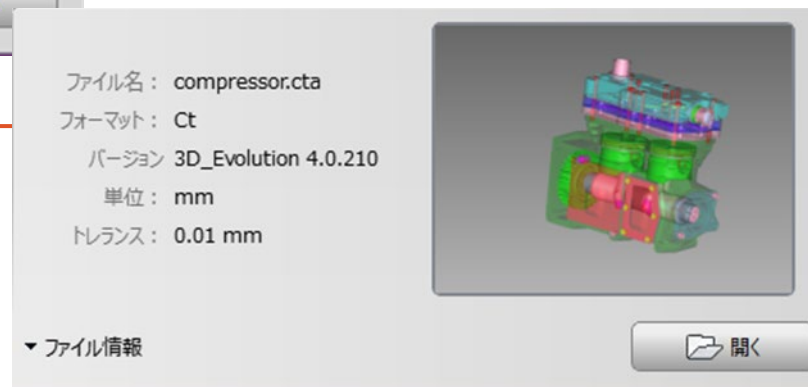 ファイル名： compressor.cta
フォーマット： Ct
バージョン 3D_Evolution 4.0.210
単位： mm
トレランス： 0.01 mm
▼ ファイル情報
開く